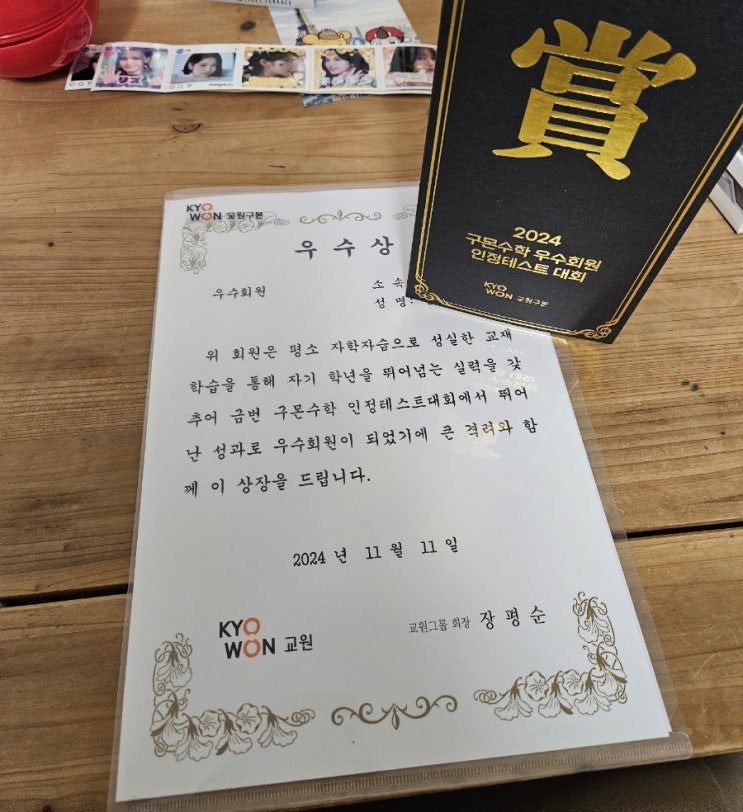 賞
2024
구몬수학 우수회원
인정테스트 대회
KYO
WON 교원구몬
KYO
WON 교원구몬
우 수 상
우수회원
소 속
성 명:
위 회원은 평소 자학자습으로 성실한 교재
학습을 통해 자기 학년을 뛰어넘는 실력을 갖
추어 금번 구몬수학 인정테스트대회에서 뛰어
난 성과로 우수회원이 되었기에 큰 격려와 함
께 이 상장을 드립니다.
2024 년 11 월 11 일
KYO
WON 교원
교원그룹 회장 장 평 순